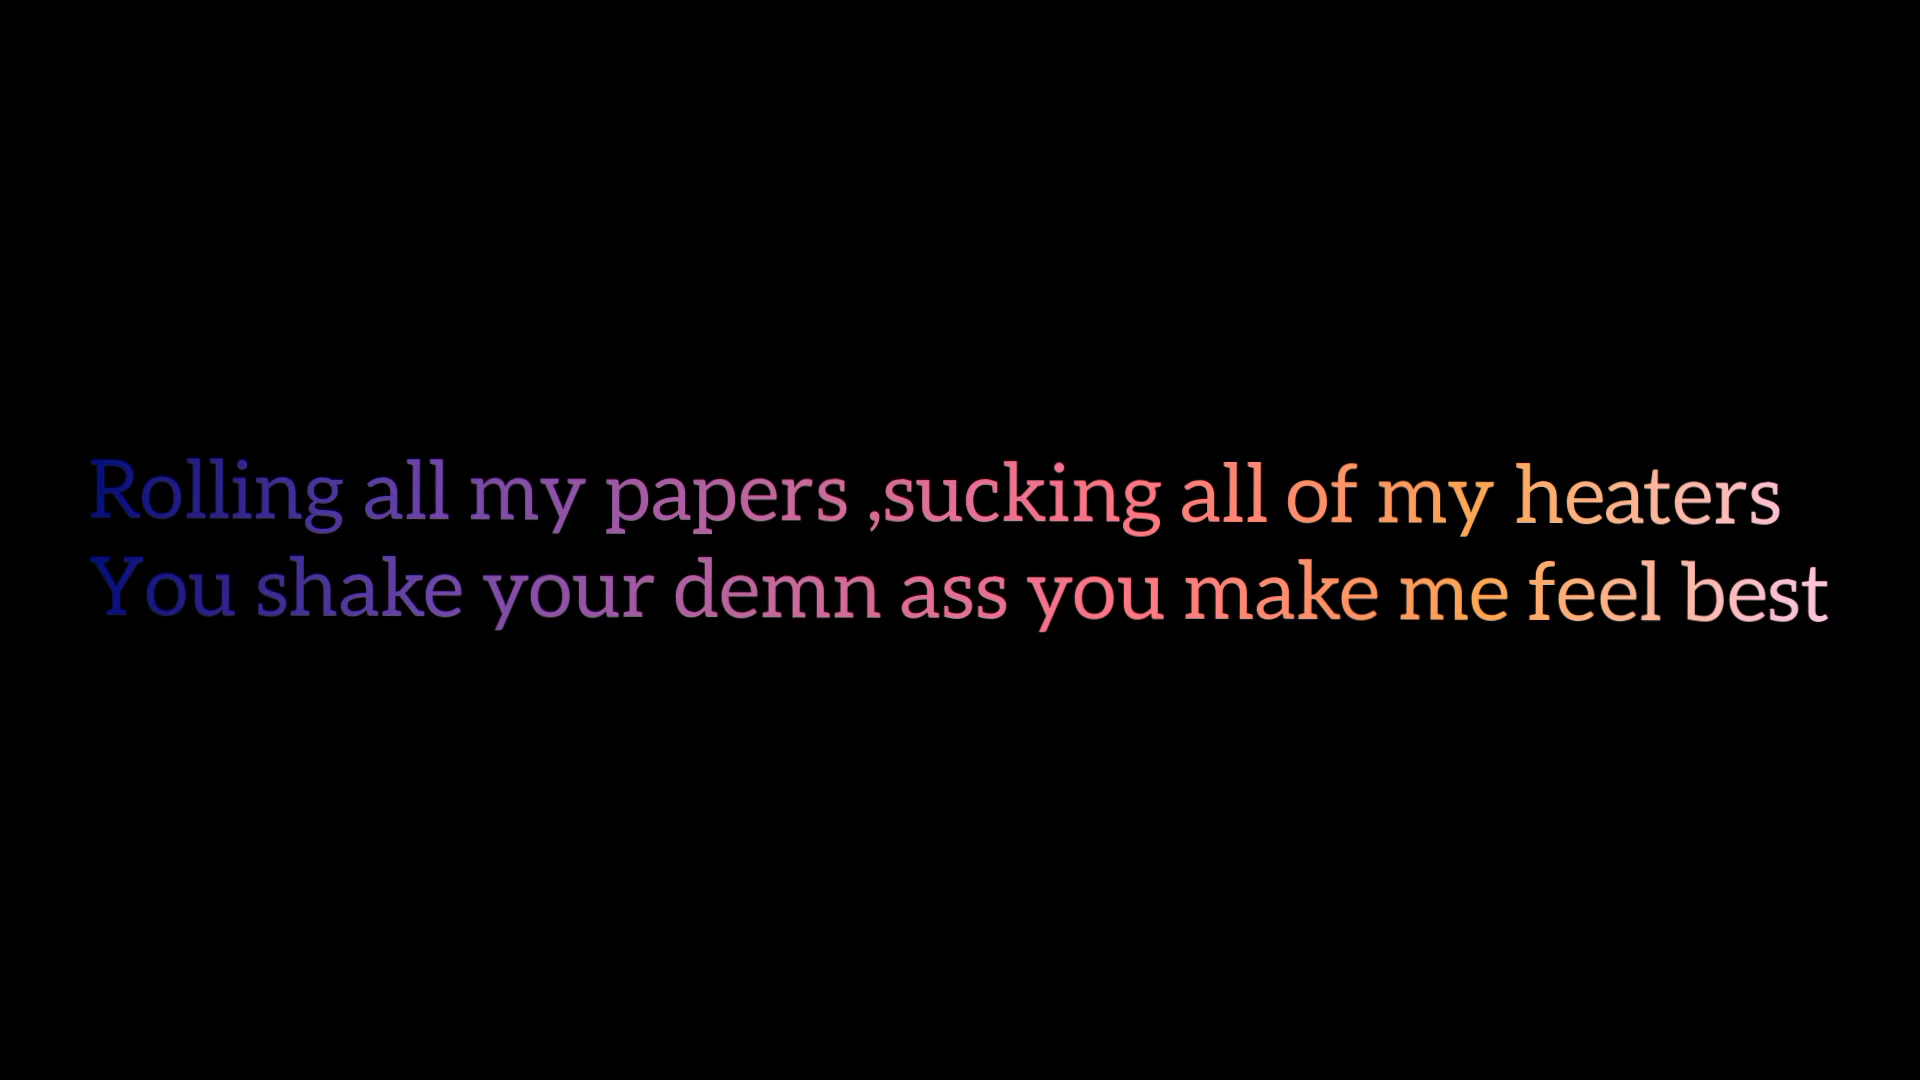 Rolling all my papers ,sucking all of my heaters
You shake your demn ass you make me feel best